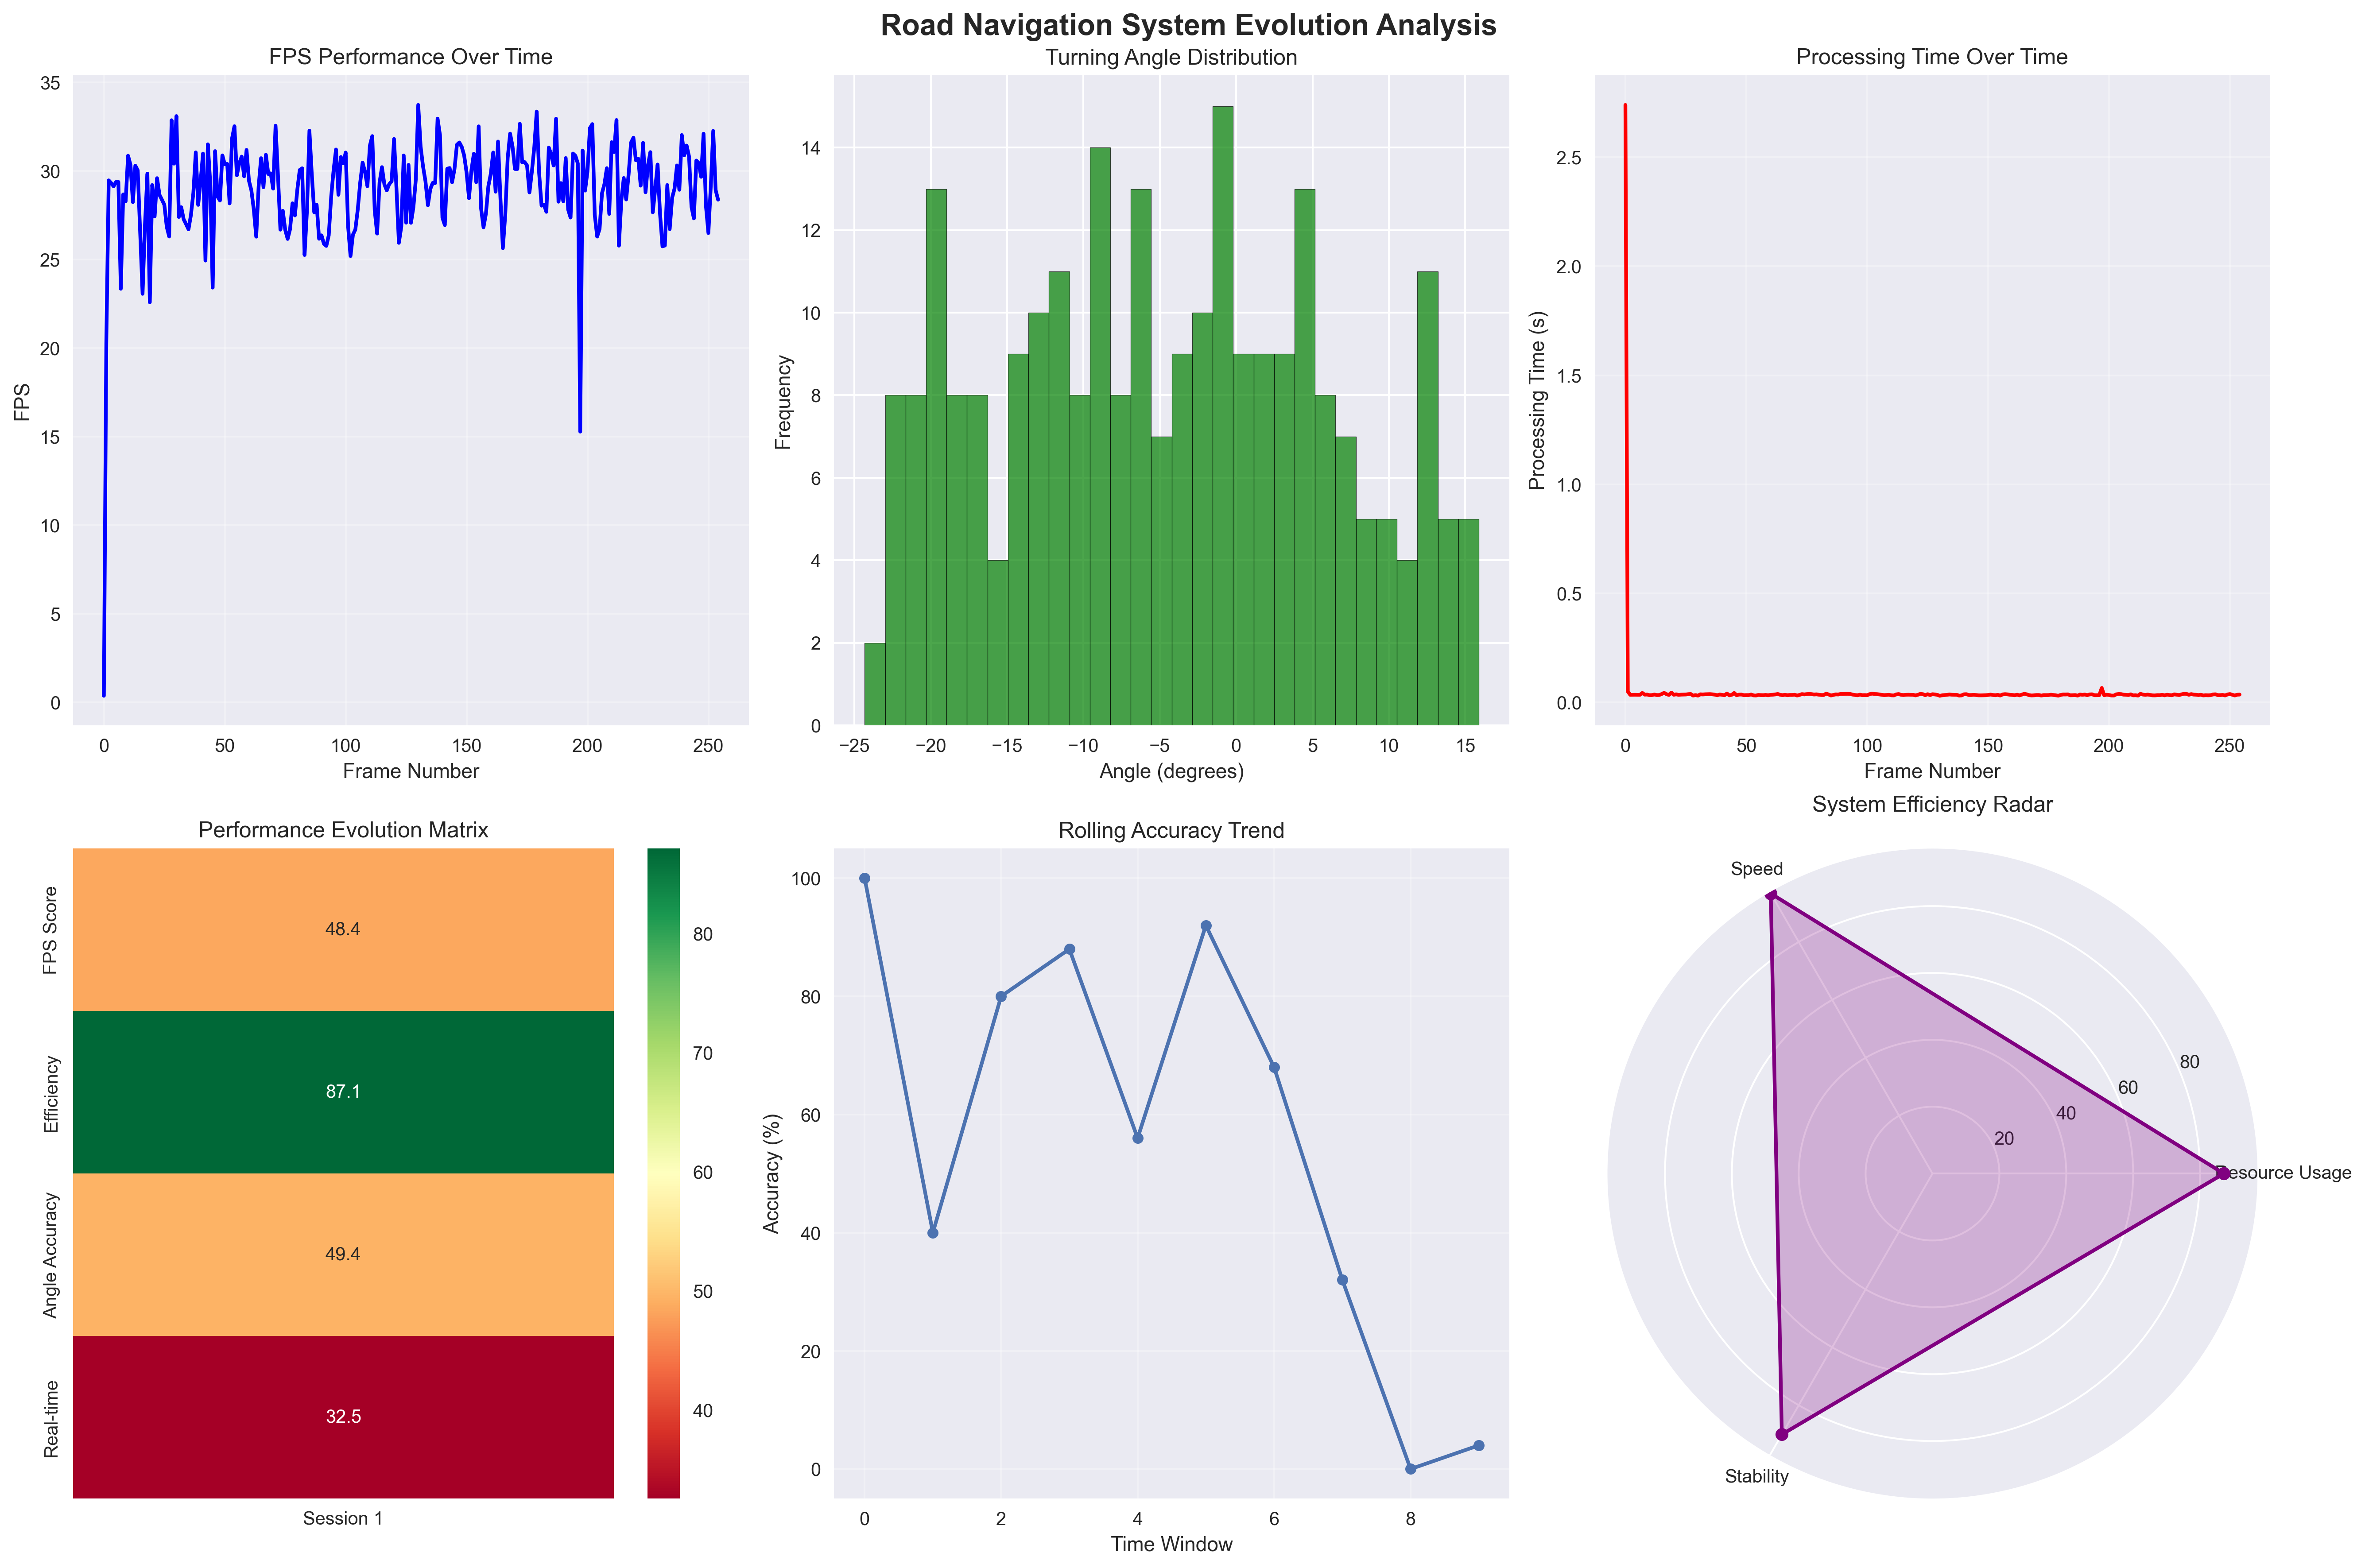 Road Navigation System Evolution Analysis
FPS Performance Over Time
35
30
25
20
15
10
5
0
FPS
0 50 100 150 200 250
Frame Number
Turning Angle Distribution
14
12
10
8
6
4
2
0
Frequency
−25 −20 −15 −10 −5 0 5 10 15
Angle (degrees)
Processing Time Over Time
2.5
2.0
1.5
1.0
0.5
0.0
Processing Time (s)
0 50 100 150 200 250
Frame Number
Performance Evolution Matrix
FPS Score
48.4
Efficiency
87.1
Angle Accuracy
49.4
Real-time
32.5
Session 1
80
70
60
50
40
Rolling Accuracy Trend
100
80
60
40
20
0
Accuracy (%)
0 2 4 6 8
Time Window
System Efficiency Radar
Speed
80
60
40
20
Resource Usage
Stability